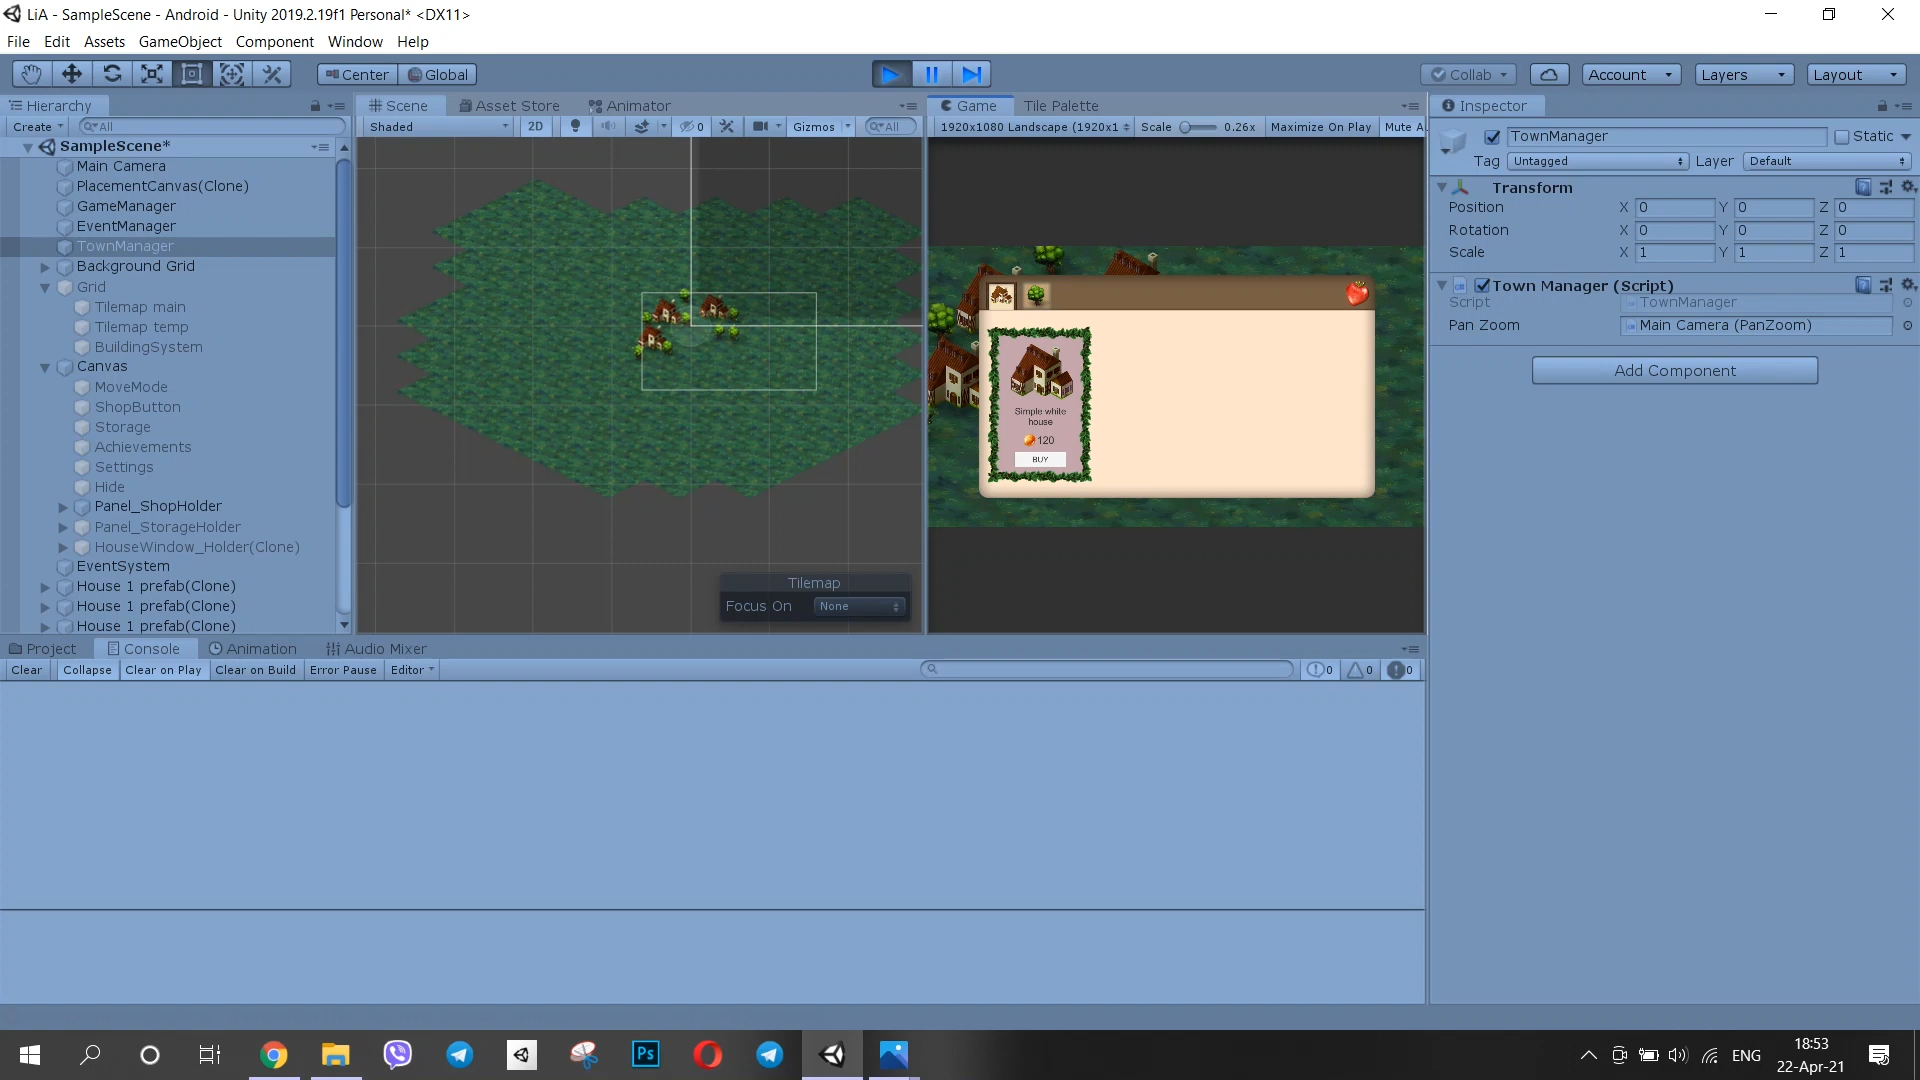 LiA - SampleScene - Android - Unity 2019.2.19f1 Personal* <DX11>
File Edit Assets GameObject Component Window Help
Center Global Collab Account Layers Layout
Hierarchy
Create All
SampleScene*
Main Camera
PlacementCanvas(Clone)
GameManager
EventManager
TownManager
Background Grid
Grid
Tilemap main
Tilemap temp
BuildingSystem
Canvas
MoveMode
ShopButton
Storage
Achievements
Settings
Hide
Panel_ShopHolder
Panel_StorageHolder
HouseWindow_Holder(Clone)
EventSystem
House 1 prefab(Clone)
House 1 prefab(Clone)
House 1 prefab(Clone)
Scene Asset Store Animator
Shaded 2D 0 Gizmos All
Tilemap
Focus On None
Game Tile Palette
1920x1080 Landscape (1920x1 Scale 0.26x Maximize On Play Mute A
Simple white
house
120
BUY
Inspector
TownManager Static
Tag Untagged Layer Default
Transform
Position X 0 Y 0 Z 0
Rotation X 0 Y 0 Z 0
Scale X 1 Y 1 Z 1
Town Manager (Script)
Script TownManager
Pan Zoom Main Camera (PanZoom)
Add Component
Project Console Animation Audio Mixer
Clear Collapse Clear on Play Clear on Build Error Pause Editor 0 0 0
Ps ENG 18:53
22-Apr-21